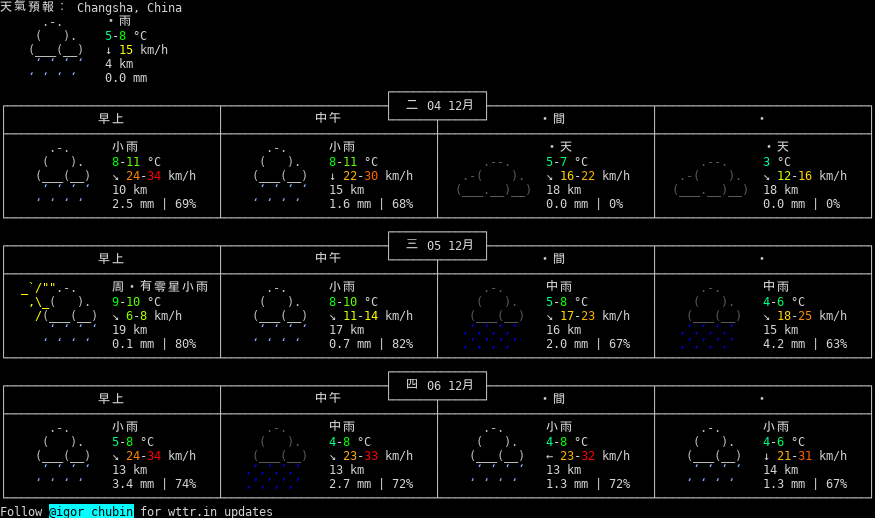 天氣預報： Changsha, China
・雨
5-8 °C
↓ 15 km/h
4 km
0.0 mm
二 04 12月
早上 中午 ・間 ・
小雨 小雨 ・天 ・天
8-11 °C 8-11 °C 5-7 °C 3 °C
↘ 24-34 km/h ↓ 22-30 km/h ↘ 16-22 km/h ↘ 12-16 km/h
10 km 15 km 18 km 18 km
2.5 mm | 69% 1.6 mm | 68% 0.0 mm | 0% 0.0 mm | 0%
三 05 12月
早上 中午 ・間 ・
周・有零星小雨 小雨 中雨 中雨
9-10 °C 8-10 °C 5-8 °C 4-6 °C
↘ 6-8 km/h ↘ 11-14 km/h ↘ 17-23 km/h ↘ 18-25 km/h
19 km 17 km 16 km 15 km
0.1 mm | 80% 0.7 mm | 82% 2.0 mm | 67% 4.2 mm | 63%
四 06 12月
早上 中午 ・間 ・
小雨 中雨 小雨 小雨
5-8 °C 4-8 °C 4-8 °C 4-6 °C
↘ 24-34 km/h ↘ 23-33 km/h ← 23-32 km/h ↓ 21-31 km/h
13 km 13 km 13 km 14 km
3.4 mm | 74% 2.7 mm | 72% 1.3 mm | 72% 1.3 mm | 67%
Follow @igor_chubin for wttr.in updates